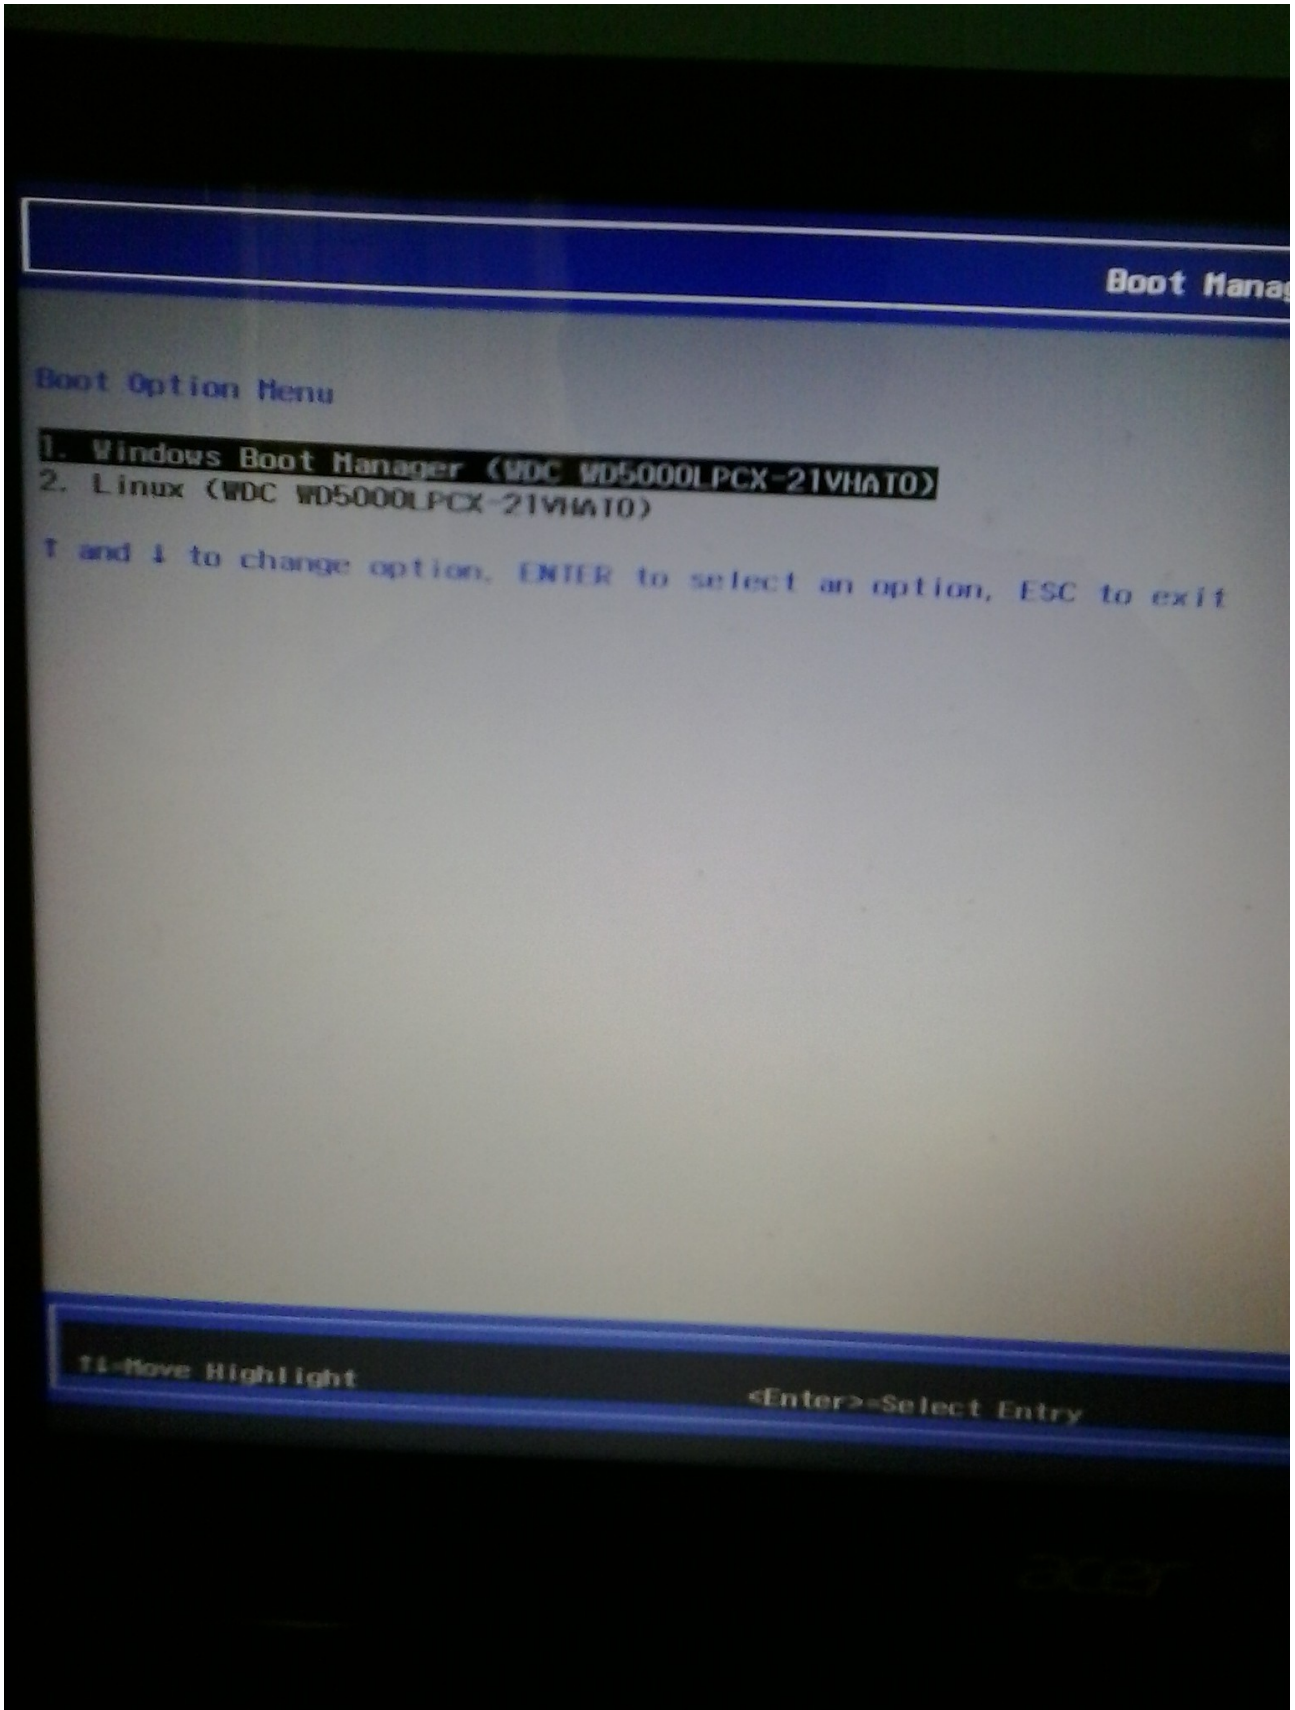 Boot Manag
Boot Option Menu
1. Windows Boot Manager (WDC WD5000LPCX-21VHAT0)
2. Linux (WDC WD5000LPCX-21VHAT0)
↑ and ↓ to change option, ENTER to select an option, ESC to exit
↑↓=Move Highlight
<Enter>=Select Entry
acer